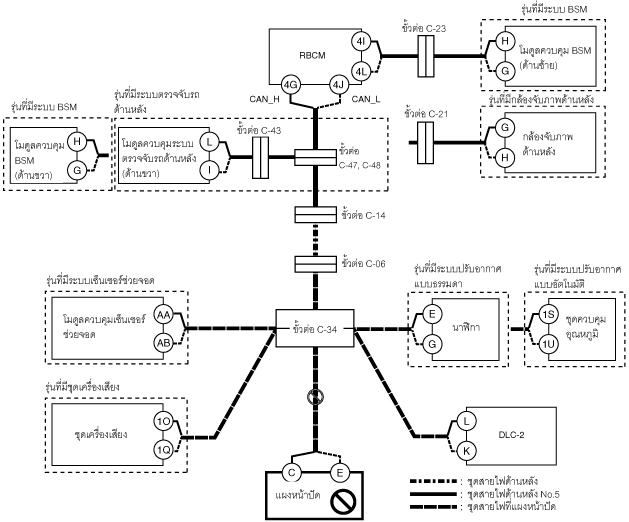 ขั้วต่อ C-23
รุ่นที่มีระบบ BSM
RBCM
4I
4L
H
G
โมดูลควบคุม BSM
(ด้านซ้าย)
4G
4J
CAN_H
CAN_L
รุ่นที่มีระบบตรวจจับรถ
ด้านหลัง
รุ่นที่มีระบบ BSM
รุ่นที่มีกล้องจับภาพด้านหลัง
ขั้วต่อ C-43
ขั้วต่อ C-21
โมดูลควบคุม
BSM
(ด้านขวา)
H
G
โมดูลควบคุมระบบ
ตรวจจับรถด้านหลัง
(ด้านขวา)
L
I
ขั้วต่อ
C-47, C-48
G
H
กล้องจับภาพ
ด้านหลัง
ขั้วต่อ C-14
ขั้วต่อ C-06
รุ่นที่มีระบบเซ็นเซอร์ช่วยจอด
รุ่นที่มีระบบปรับอากาศ
แบบธรรมดา
รุ่นที่มีระบบปรับอากาศ
แบบอัตโนมัติ
โมดูลควบคุมเซ็นเซอร์
ช่วยจอด
AA
AB
ขั้วต่อ C-34
E
G
นาฬิกา
1S
1U
ชุดควบคุม
อุณหภูมิ
รุ่นที่มีชุดเครื่องเสียง
ชุดเครื่องเสียง
1O
1Q
L
K
DLC-2
C
E
แผงหน้าปัด
: ชุดสายไฟด้านหลัง
: ชุดสายไฟด้านหลัง No.5
: ชุดสายไฟที่แผงหน้าปัด